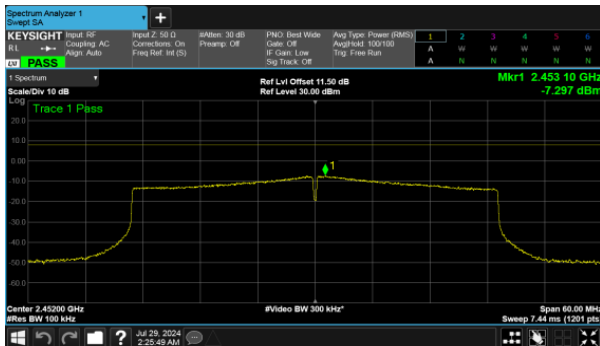 Spectrum Analyzer 1
Swept SA
+
KEYSIGHT
RL
PASS
Input: RF
Coupling: AC
Align: Auto
Input Z: 50 Ω
Corrections: On
Freq Ref: Int (S)
#Atten: 30 dB
Preamp: Off
PNO: Best Wide
Gate: Off
IF Gain: Low
Sig Track: Off
Avg Type: Power (RMS)
Avg|Hold: 100/100
Trig: Free Run
1 2 3 4 5 6
A W W W W W
A N N N N N
1 Spectrum
Scale/Div 10 dB
Ref Lvl Offset 11.50 dB
Ref Level 30.00 dBm
Mkr1 2.453 10 GHz
-7.297 dBm
Log
Trace 1 Pass
20.0
10.0
0.00
-10.0
-20.0
-30.0
-40.0
-50.0
-60.0
1
Center 2.45200 GHz
#Res BW 100 kHz
#Video BW 300 kHz*
Span 60.00 MHz
Sweep 7.44 ms (1201 pts)
?
Jul 29, 2024
2:25:49 AM